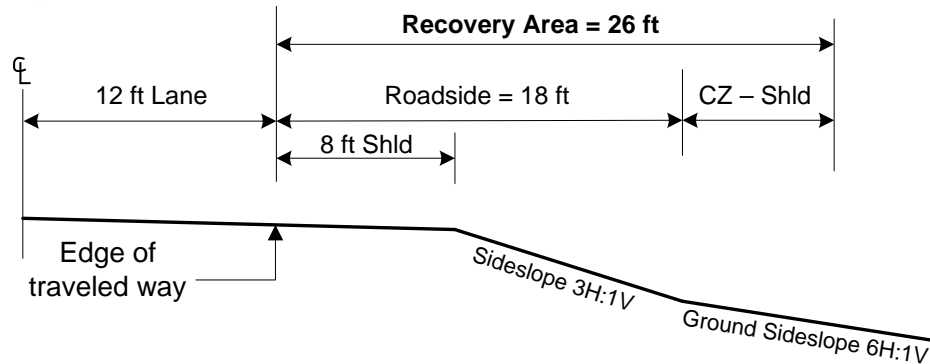 Recovery Area = 26 ft
℄
12 ft Lane
Roadside = 18 ft
CZ – Shld
8 ft Shld
Edge of
traveled way
Sideslope 3H:1V
Ground Sideslope 6H:1V